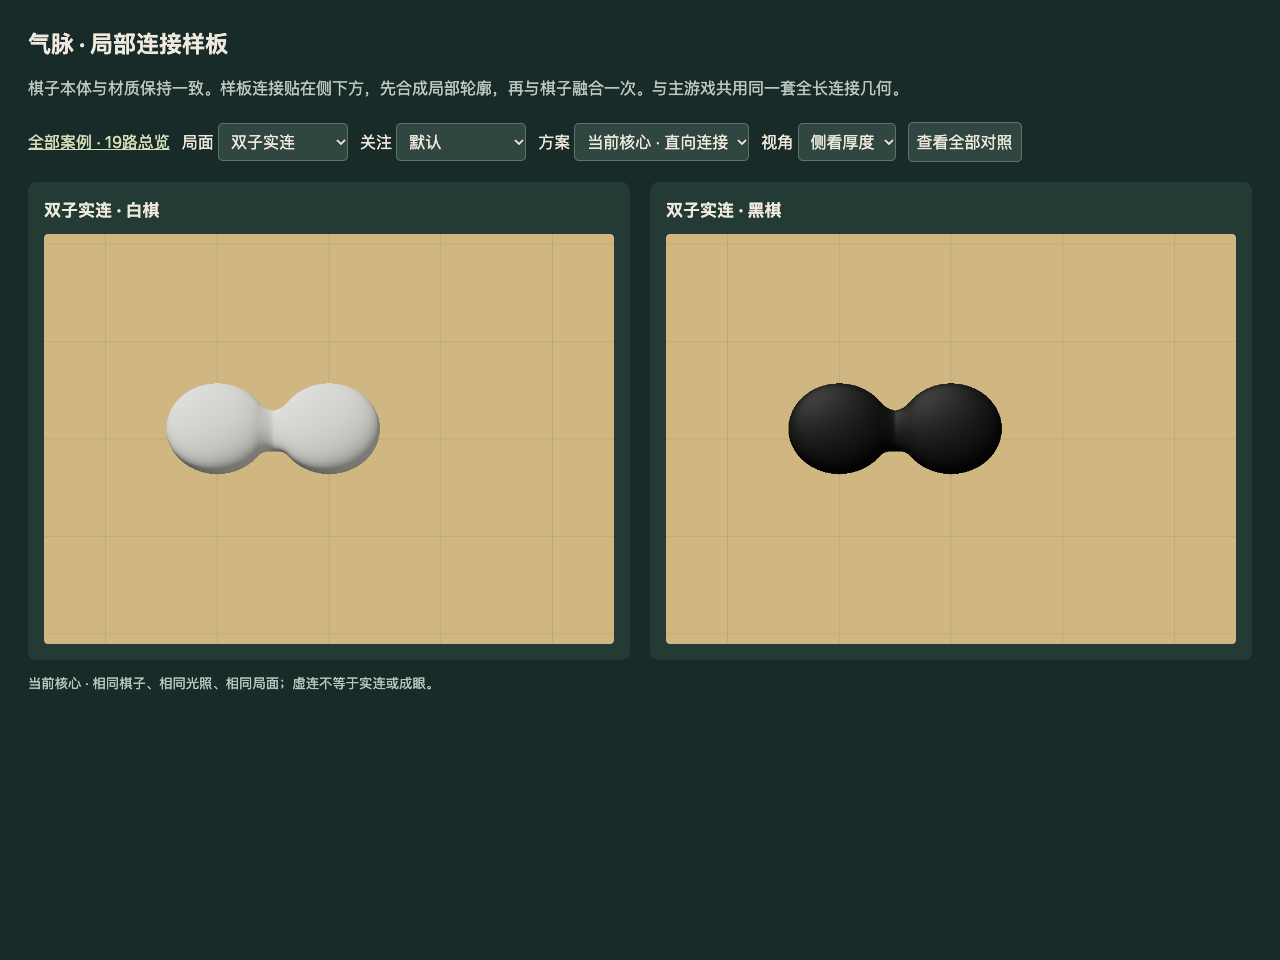 气脉 · 局部连接样板
棋子本体与材质保持一致。样板连接贴在侧下方，先合成局部轮廓，再与棋子融合一次。与主游戏共用同一套全长连接几何。
全部案例 · 19路总览 局面 双子实连 关注 默认 方案 当前核心 · 直向连接 视角 侧看厚度 查看全部对照
双子实连 · 白棋
双子实连 · 黑棋
当前核心 · 相同棋子、相同光照、相同局面；虚连不等于实连或成眼。